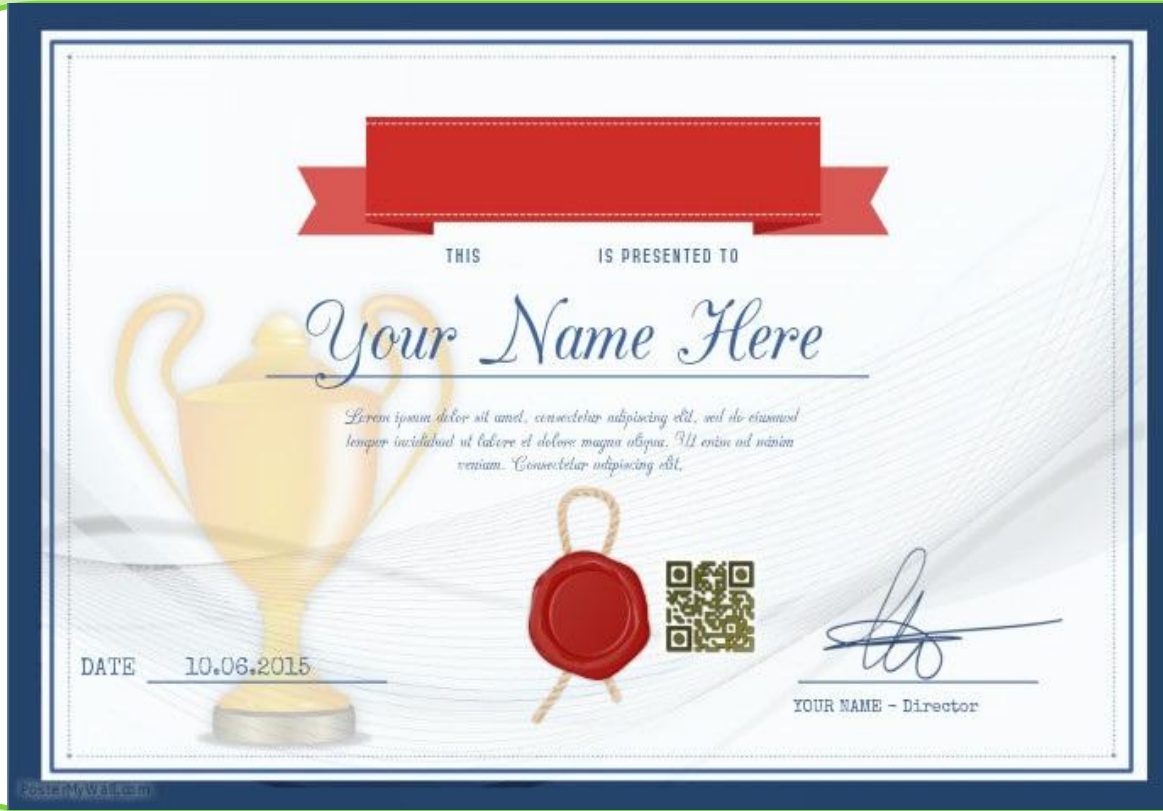 THIS IS PRESENTED TO
Your Name Here
Lorem ipsum dolor sit amet, consectetur adipiscing elit, sed do eiusmod
tempor incididunt ut labore et dolore magna aliqua. Ut enim ad minim
veniam. Consectetur adipiscing elit,
DATE 10.06.2015
YOUR NAME - Director
PosterMyWall.com